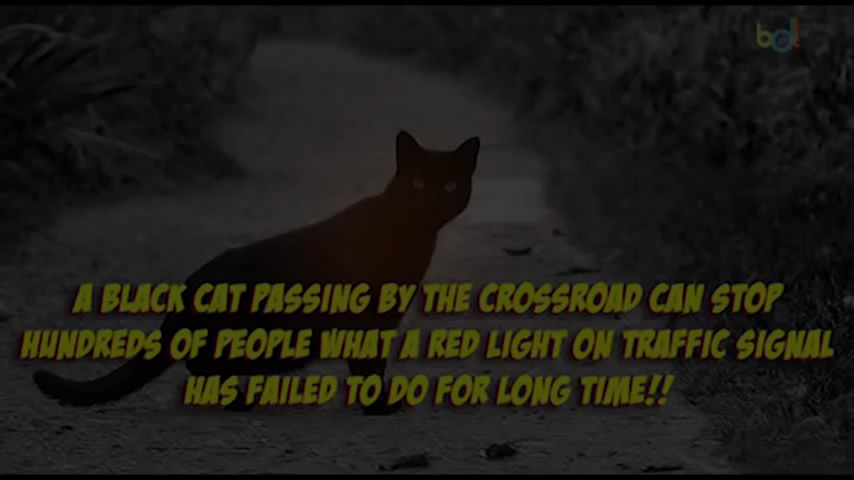 bol
A BLACK CAT PASSING BY THE CROSSROAD CAN STOP
HUNDREDS OF PEOPLE WHAT A RED LIGHT ON TRAFFIC SIGNAL
HAS FAILED TO DO FOR LONG TIME!!